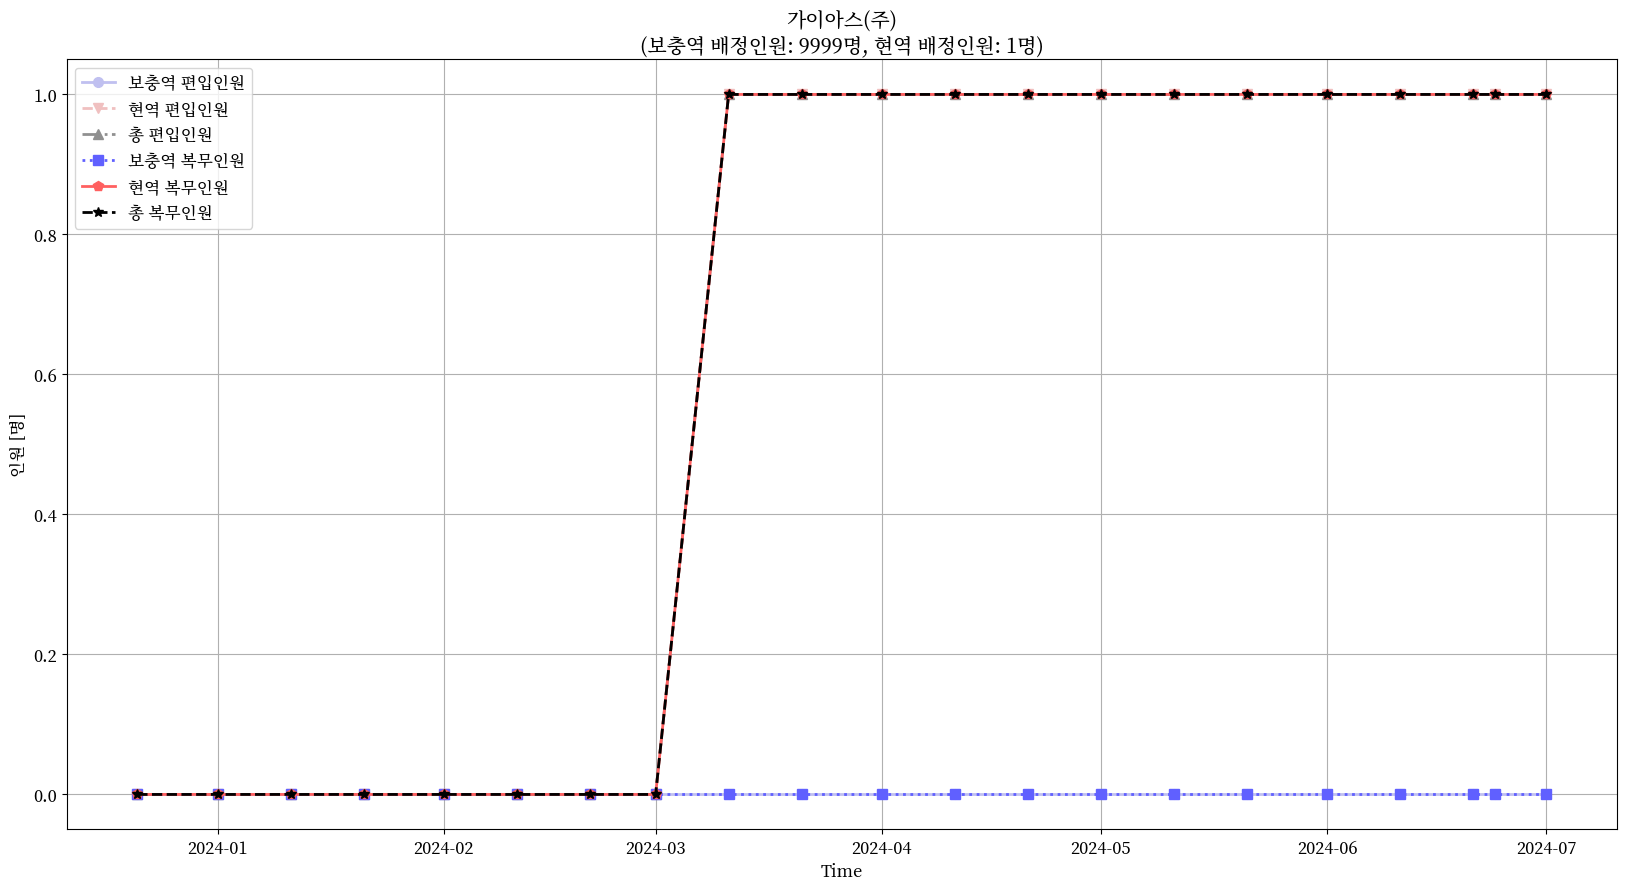 가이아스(주)
(보충역 배정인원: 9999명, 현역 배정인원: 1명)
보충역 편입인원
현역 편입인원
총 편입인원
보충역 복무인원
현역 복무인원
총 복무인원
1.0
0.8
0.6
0.4
0.2
0.0
인원 [명]
2024-01 2024-02 2024-03 2024-04 2024-05 2024-06 2024-07
Time